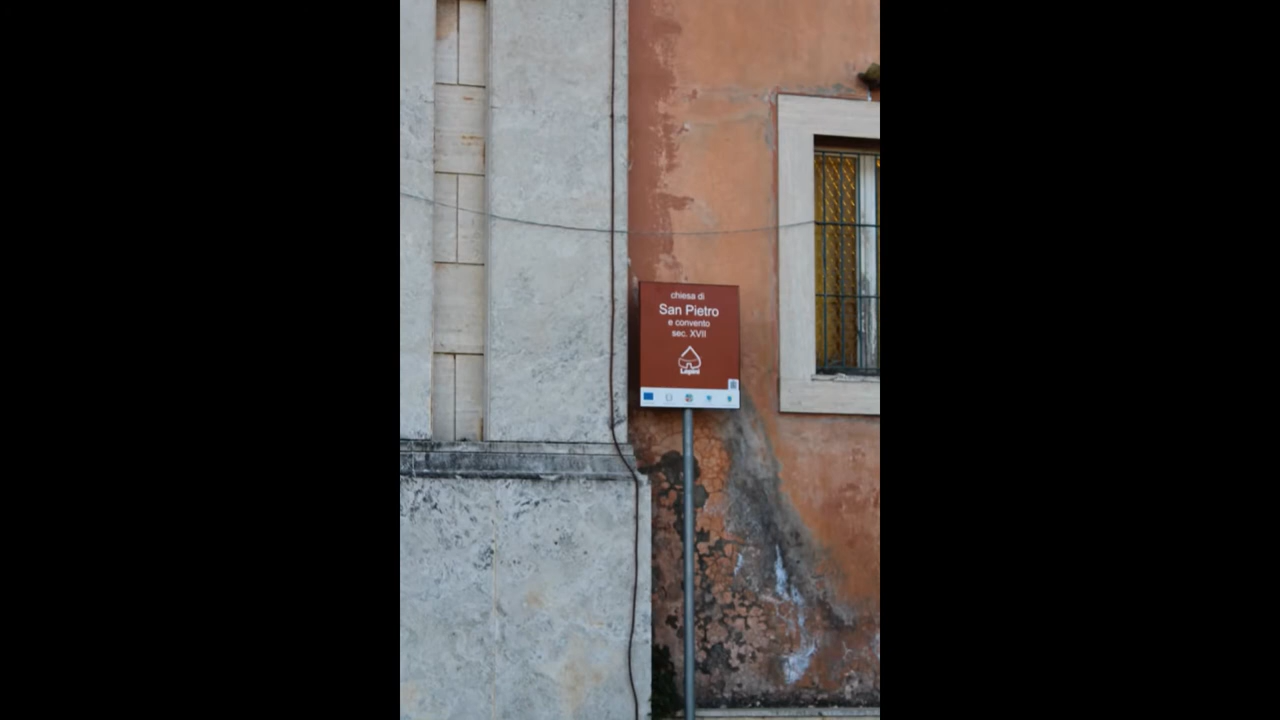 chiesa di
San Pietro
e convento
sec. XVII
Lepini